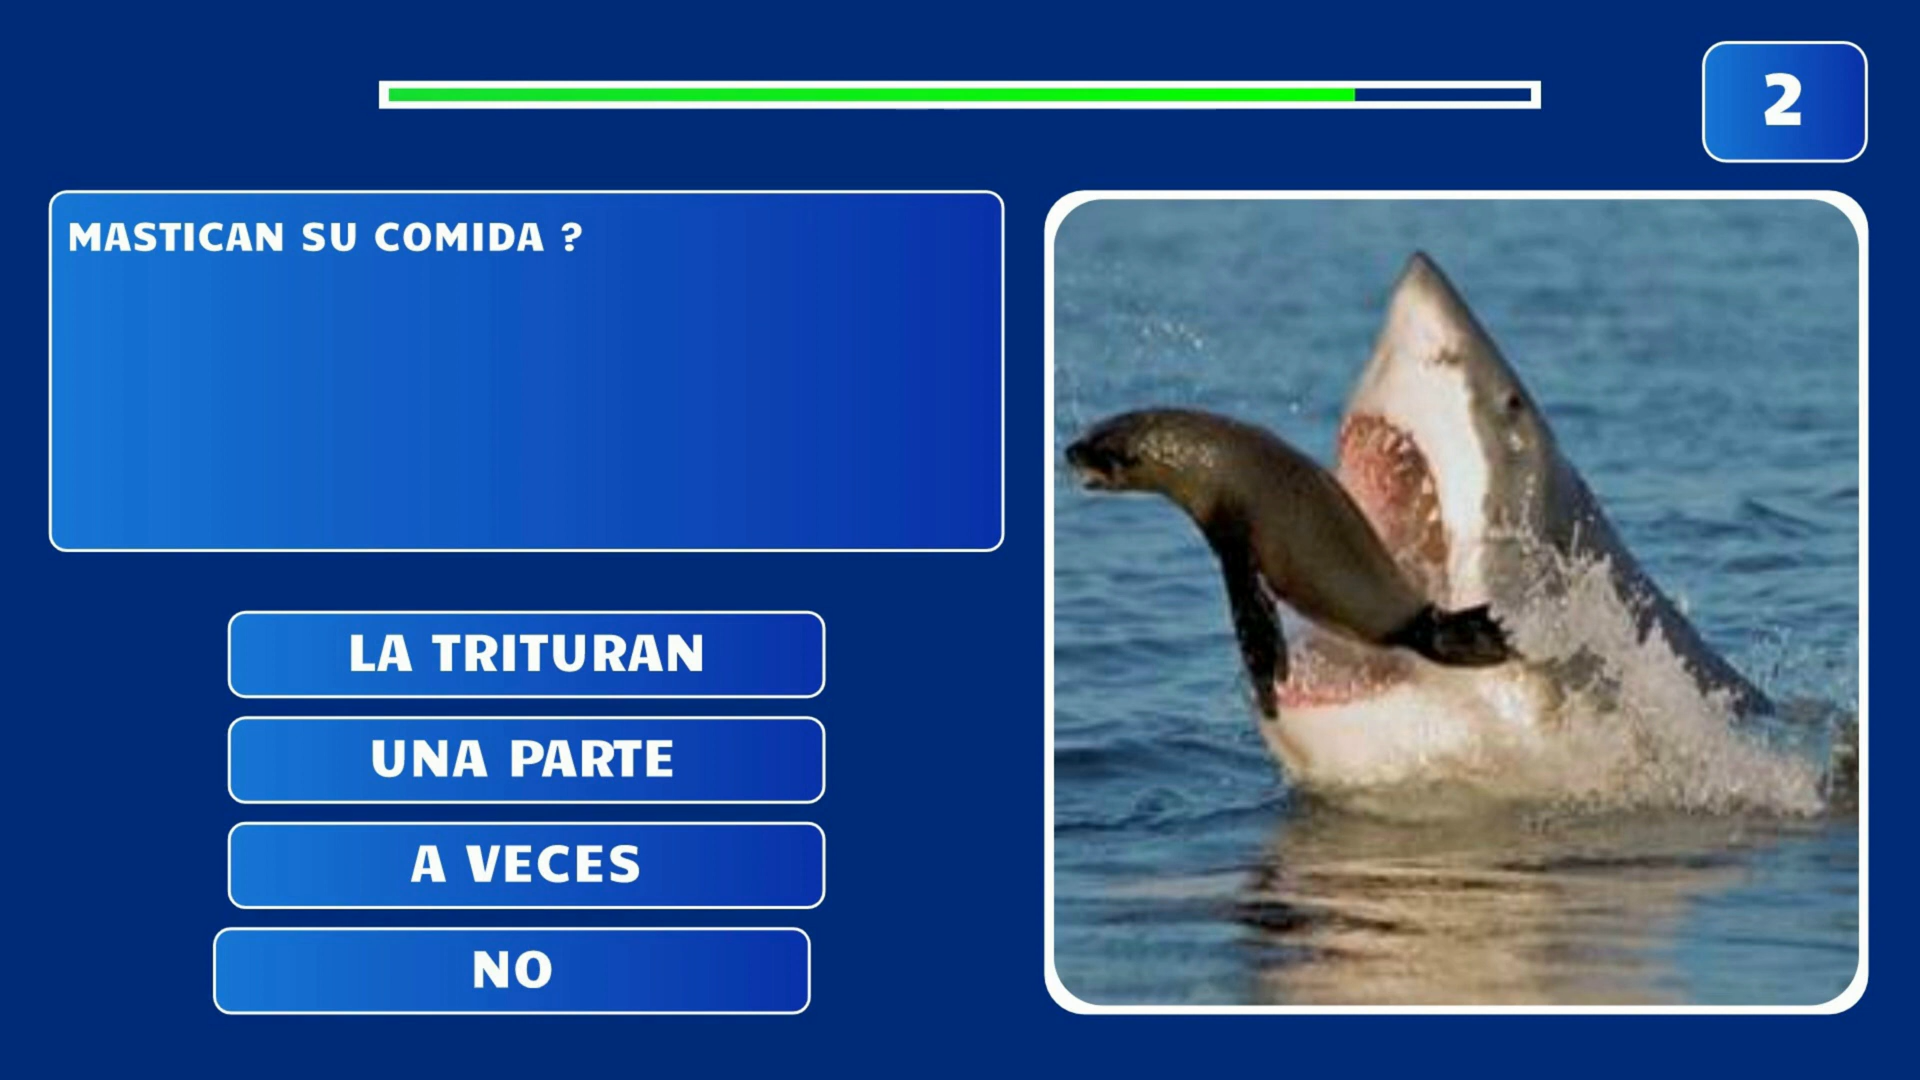 2
MASTICAN SU COMIDA ?
LA TRITURAN
UNA PARTE
A VECES
NO